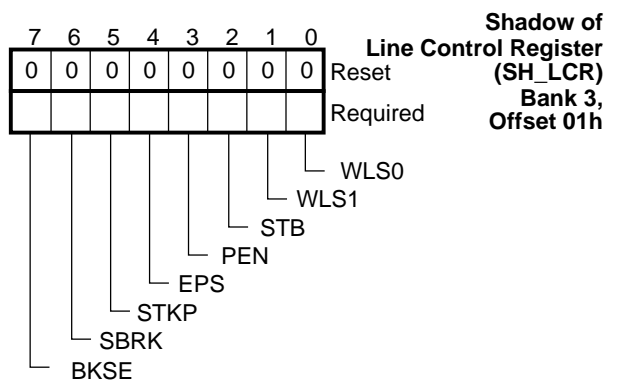 Shadow of
Line Control Register
(SH_LCR)
Bank 3,
Offset 01h
7 6 5 4 3 2 1 0
0 0 0 0 0 0 0 0 Reset
Required
WLS0
WLS1
STB
PEN
EPS
STKP
SBRK
BKSE